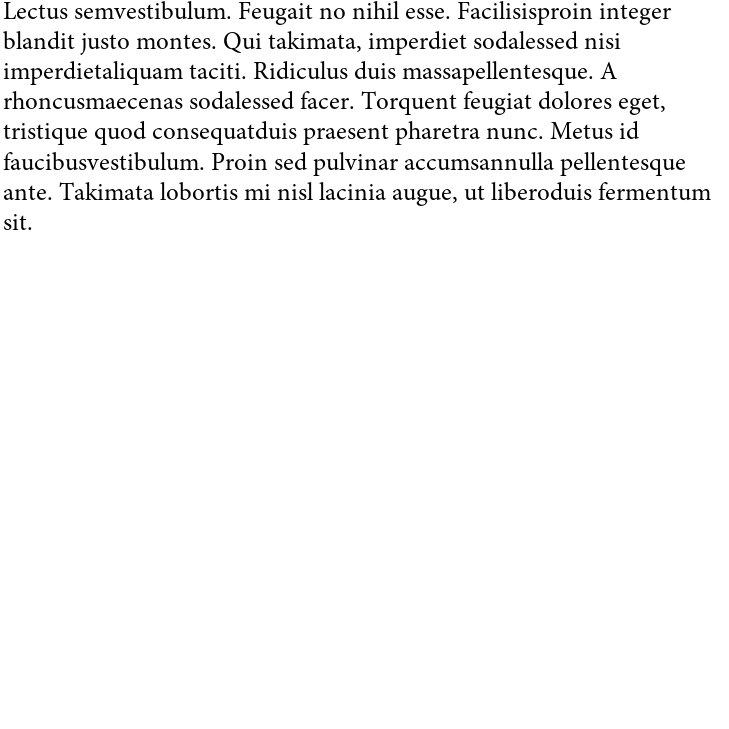 Lectus semvestibulum. Feugait no nihil esse. Facilisisproin integer
blandit justo montes. Qui takimata, imperdiet sodalessed nisi
imperdietaliquam taciti. Ridiculus duis massapellentesque. A
rhoncusmaecenas sodalessed facer. Torquent feugiat dolores eget,
tristique quod consequatduis praesent pharetra nunc. Metus id
faucibusvestibulum. Proin sed pulvinar accumsannulla pellentesque
ante. Takimata lobortis mi nisl lacinia augue, ut liberoduis fermentum
sit.